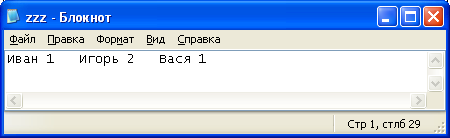 zzz - Блокнот
Файл Правка Формат Вид Справка
Иван 1   Игорь 2   Вася 1
Стр 1, стлб 29